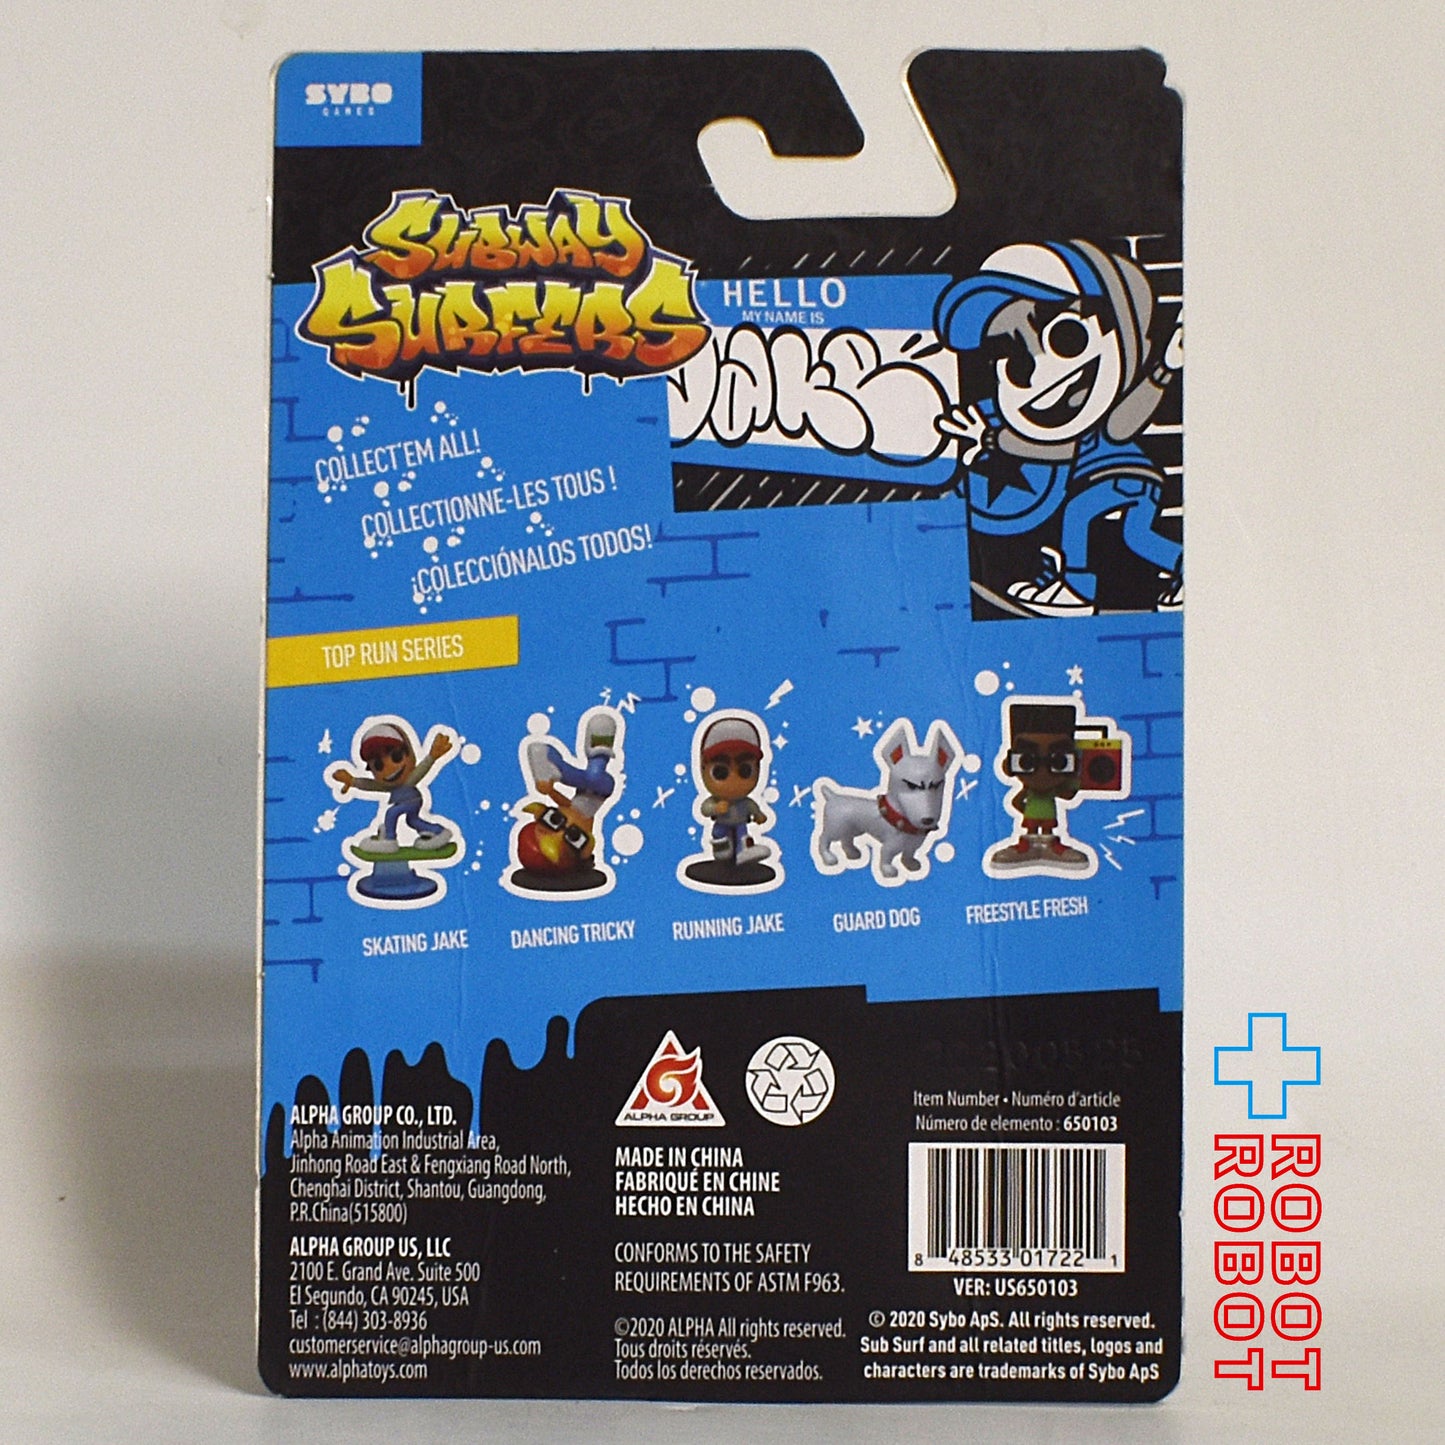 SYBO
GAMES
SUBWAY
SURFERS
HELLO
MY NAME IS
Jake
COLLECT'EM ALL!
COLLECTIONNE-LES TOUS !
¡COLECCIÓNALOS TODOS!
TOP RUN SERIES
SKATING JAKE
DANCING TRICKY
RUNNING JAKE
GUARD DOG
FREESTYLE FRESH
ALPHA GROUP CO., LTD.
Alpha Animation Industrial Area,
Jinhong Road East & Fengxiang Road North,
Chenghai District, Shantou, Guangdong,
P.R.China(515800)
ALPHA GROUP US, LLC
2100 E. Grand Ave. Suite 500
El Segundo, CA 90245, USA
Tel : (844) 303-8936
customerservice@alphagroup-us.com
www.alphatoys.com
ALPHA GROUP
MADE IN CHINA
FABRIQUÉ EN CHINE
HECHO EN CHINA
CONFORMS TO THE SAFETY
REQUIREMENTS OF ASTM F963.
©2020 ALPHA All rights reserved.
Tous droits réservés.
Todos los derechos reservados.
Item Number • Numéro d'article
Número de elemento : 650103
8 48533 01722 1
VER: US650103
© 2020 Sybo ApS. All rights reserved.
Sub Surf and all related titles, logos and
characters are trademarks of Sybo ApS
ROBOT
ROBOT